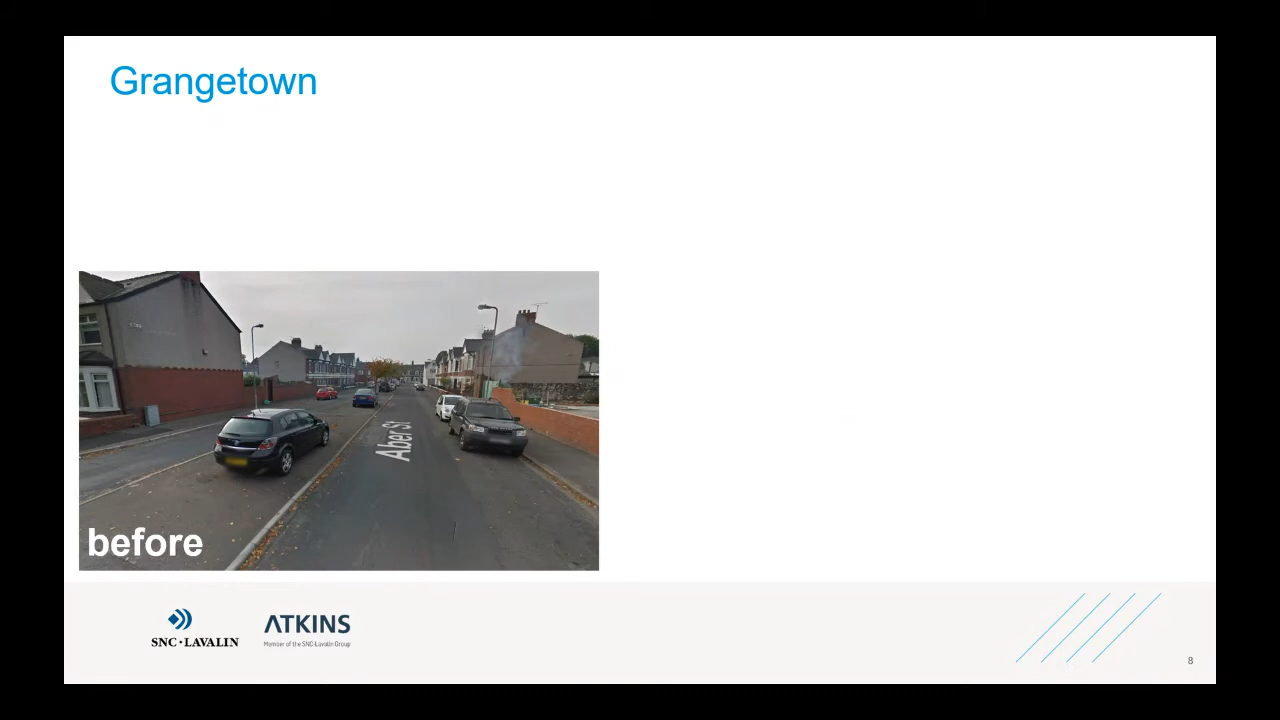 Grangetown
Aber St
before
SNC·LAVALIN
ATKINS
Member of the SNC-Lavalin Group
8